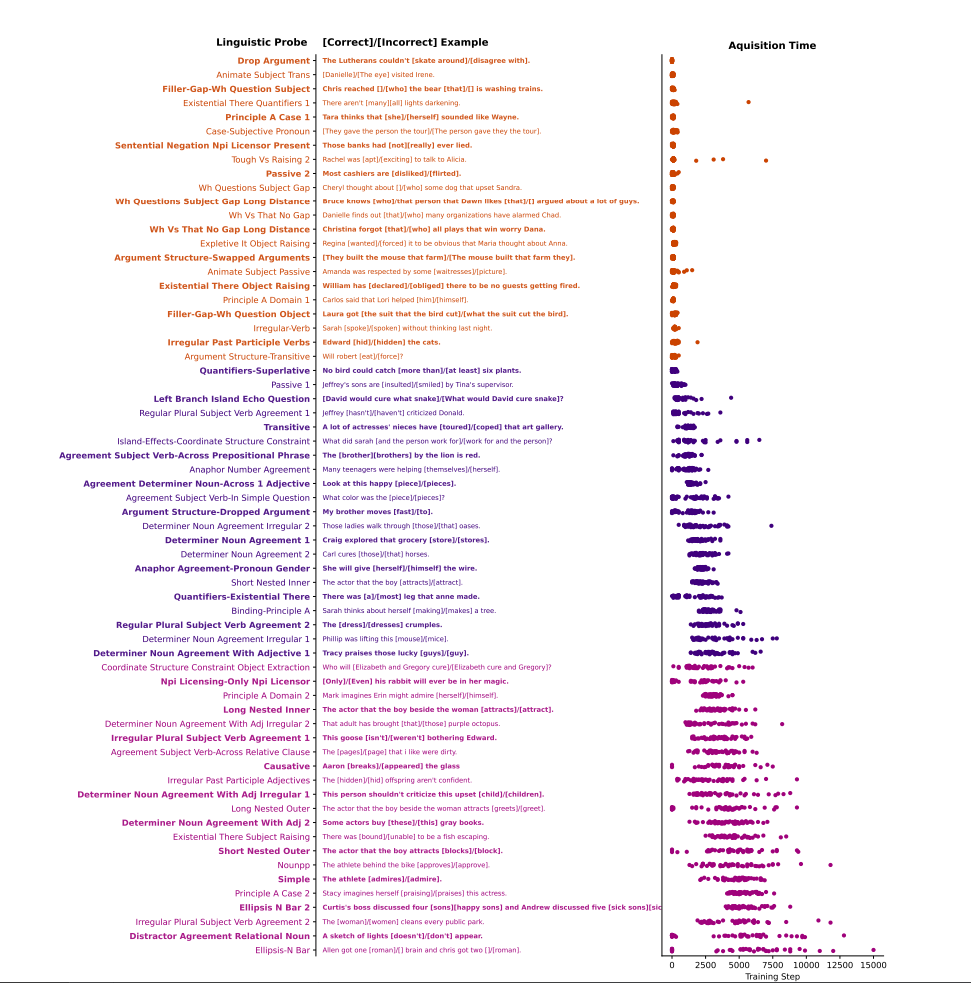 Linguistic Probe [Correct]/[Incorrect] Example Aquisition Time
Drop Argument The Lutherans couldn't [skate around]/[disagree with].
Animate Subject Trans [Danielle]/[The eye] visited Irene.
Filler-Gap-Wh Question Subject Chris reached []/[who] the bear [that]/[] is washing trains.
Existential There Quantifiers 1 There aren't [many][all] lights darkening.
Principle A Case 1 Tara thinks that [she]/[herself] sounded like Wayne.
Case-Subjective Pronoun [They gave the person the tour]/[The person gave they the tour].
Sentential Negation Npi Licensor Present Those banks had [not][really] ever lied.
Tough Vs Raising 2 Rachel was [apt]/[exciting] to talk to Alicia.
Passive 2 Most cashiers are [disliked]/[flirted].
Wh Questions Subject Gap Cheryl thought about []/[who] some dog that upset Sandra.
Wh Questions Subject Gap Long Distance Bruce knows [who]/that person that Dawn likes [that]/[] argued about a lot of guys.
Wh Vs That No Gap Danielle finds out [that]/[who] many organizations have alarmed Chad.
Wh Vs That No Gap Long Distance Christina forgot [that]/[who] all plays that win worry Dana.
Expletive It Object Raising Regina [wanted]/[forced] it to be obvious that Maria thought about Anna.
Argument Structure-Swapped Arguments [They built the mouse that farm]/[The mouse built that farm they].
Animate Subject Passive Amanda was respected by some [waitresses]/[picture].
Existential There Object Raising William has [declared]/[obliged] there to be no guests getting fired.
Principle A Domain 1 Carlos said that Lori helped [him]/[himself].
Filler-Gap-Wh Question Object Laura got [the suit that the bird cut]/[what the suit cut the bird].
Irregular-Verb Sarah [spoke]/[spoken] without thinking last night.
Irregular Past Participle Verbs Edward [hid]/[hidden] the cats.
Argument Structure-Transitive Will robert [eat]/[force]?
Quantifiers-Superlative No bird could catch [more than]/[at least] six plants.
Passive 1 Jeffrey's sons are [insulted]/[smiled] by Tina's supervisor.
Left Branch Island Echo Question [David would cure what snake]/[What would David cure snake]?
Regular Plural Subject Verb Agreement 1 Jeffrey [hasn't]/[haven't] criticized Donald.
Transitive A lot of actresses' nieces have [toured]/[coped] that art gallery.
Island-Effects-Coordinate Structure Constraint What did sarah [and the person work for]/[work for and the person]?
Agreement Subject Verb-Across Prepositional Phrase The [brother][brothers] by the lion is red.
Anaphor Number Agreement Many teenagers were helping [themselves]/[herself].
Agreement Determiner Noun-Across 1 Adjective Look at this happy [piece]/[pieces].
Agreement Subject Verb-In Simple Question What color was the [piece]/[pieces]?
Argument Structure-Dropped Argument My brother moves [fast]/[to].
Determiner Noun Agreement Irregular 2 Those ladies walk through [those]/[that] oases.
Determiner Noun Agreement 1 Craig explored that grocery [store]/[stores].
Determiner Noun Agreement 2 Carl cures [those]/[that] horses.
Anaphor Agreement-Pronoun Gender She will give [herself]/[himself] the wire.
Short Nested Inner The actor that the boy [attracts]/[attract].
Quantifiers-Existential There There was [a]/[most] leg that anne made.
Binding-Principle A Sarah thinks about herself [making]/[makes] a tree.
Regular Plural Subject Verb Agreement 2 The [dress]/[dresses] crumples.
Determiner Noun Agreement Irregular 1 Phillip was lifting this [mouse]/[mice].
Determiner Noun Agreement With Adjective 1 Tracy praises those lucky [guys]/[guy].
Coordinate Structure Constraint Object Extraction Who will [Elizabeth and Gregory cure]/[Elizabeth cure and Gregory]?
Npi Licensing-Only Npi Licensor [Only]/[Even] his rabbit will ever be in her magic.
Principle A Domain 2 Mark imagines Erin might admire [herself]/[himself].
Long Nested Inner The actor that the boy beside the woman [attracts]/[attract].
Determiner Noun Agreement With Adj Irregular 2 That adult has brought [that]/[those] purple octopus.
Irregular Plural Subject Verb Agreement 1 This goose [isn't]/[weren't] bothering Edward.
Agreement Subject Verb-Across Relative Clause The [pages]/[page] that i like were dirty.
Causative Aaron [breaks]/[appeared] the glass
Irregular Past Participle Adjectives The [hidden]/[hid] offspring aren't confident.
Determiner Noun Agreement With Adj Irregular 1 This person shouldn't criticize this upset [child]/[children].
Long Nested Outer The actor that the boy beside the woman attracts [greets]/[greet].
Determiner Noun Agreement With Adj 2 Some actors buy [these]/[this] gray books.
Existential There Subject Raising There was [bound]/[unable] to be a fish escaping.
Short Nested Outer The actor that the boy attracts [blocks]/[block].
Nounpp The athlete behind the bike [approves]/[approve].
Simple The athlete [admires]/[admire].
Principle A Case 2 Stacy imagines herself [praising]/[praises] this actress.
Ellipsis N Bar 2 Curtis's boss discussed four [sons][happy sons] and Andrew discussed five [sick sons][sic
Irregular Plural Subject Verb Agreement 2 The [woman]/[women] cleans every public park.
Distractor Agreement Relational Noun A sketch of lights [doesn't]/[don't] appear.
Ellipsis-N Bar Allen got one [roman]/[] brain and chris got two []/[roman].
0 2500 5000 7500 10000 12500 15000
Training Step